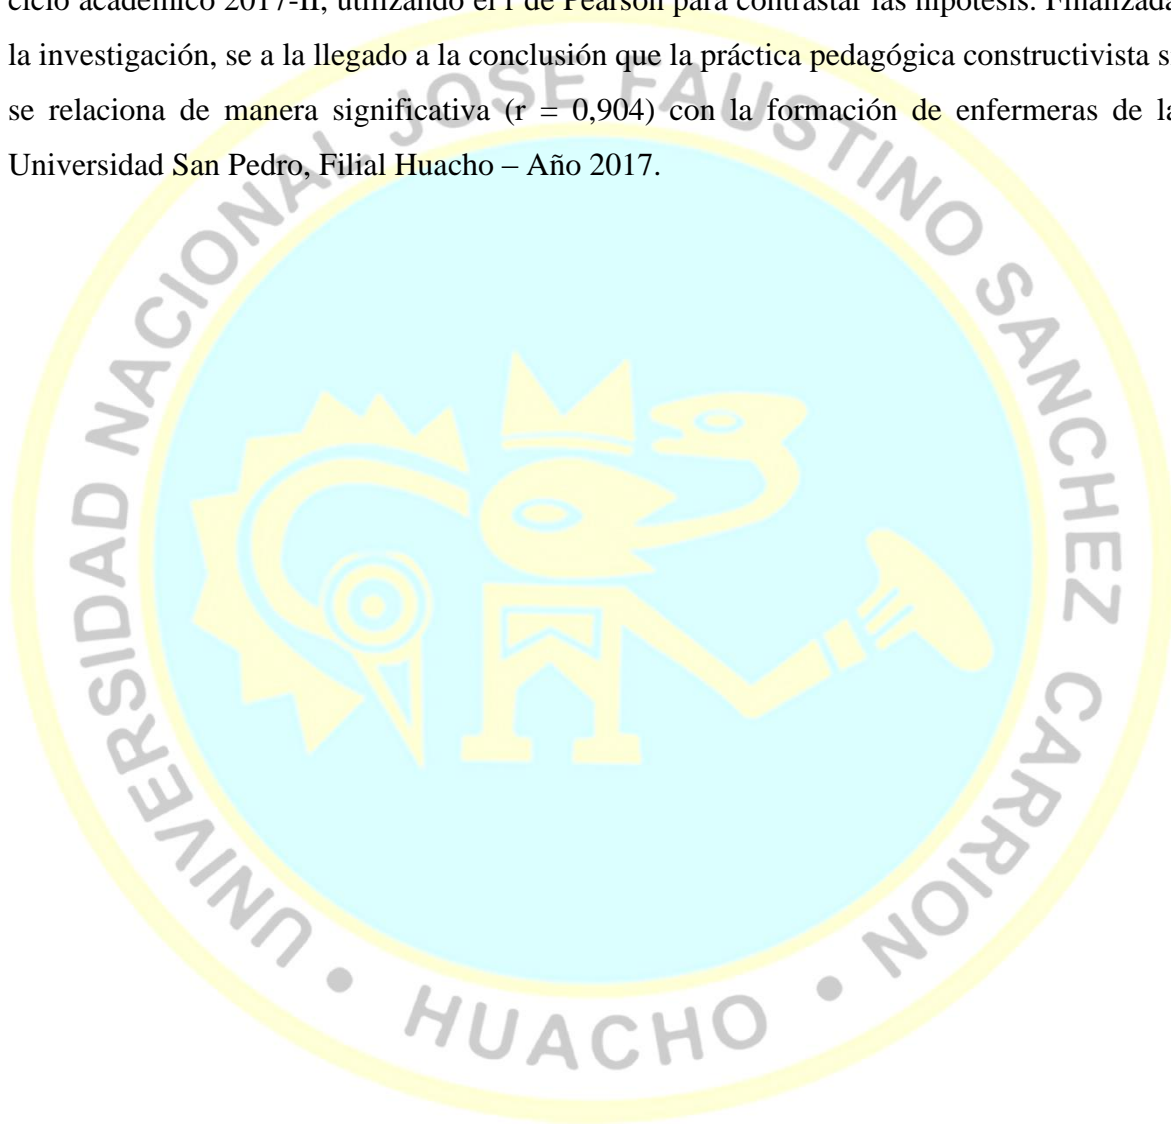 ciclo académico 2017-II, utilizando el r de Pearson para contrastar las hipótesis. Finalizada
la investigación, se a la llegado a la conclusión que la práctica pedagógica constructivista s
se relaciona de manera significativa (r = 0,904) con la formación de enfermeras de la
Universidad San Pedro, Filial Huacho – Año 2017.
UNIVERSIDAD NACIONAL JOSE FAUSTINO SANCHEZ CARRION
• HUACHO •